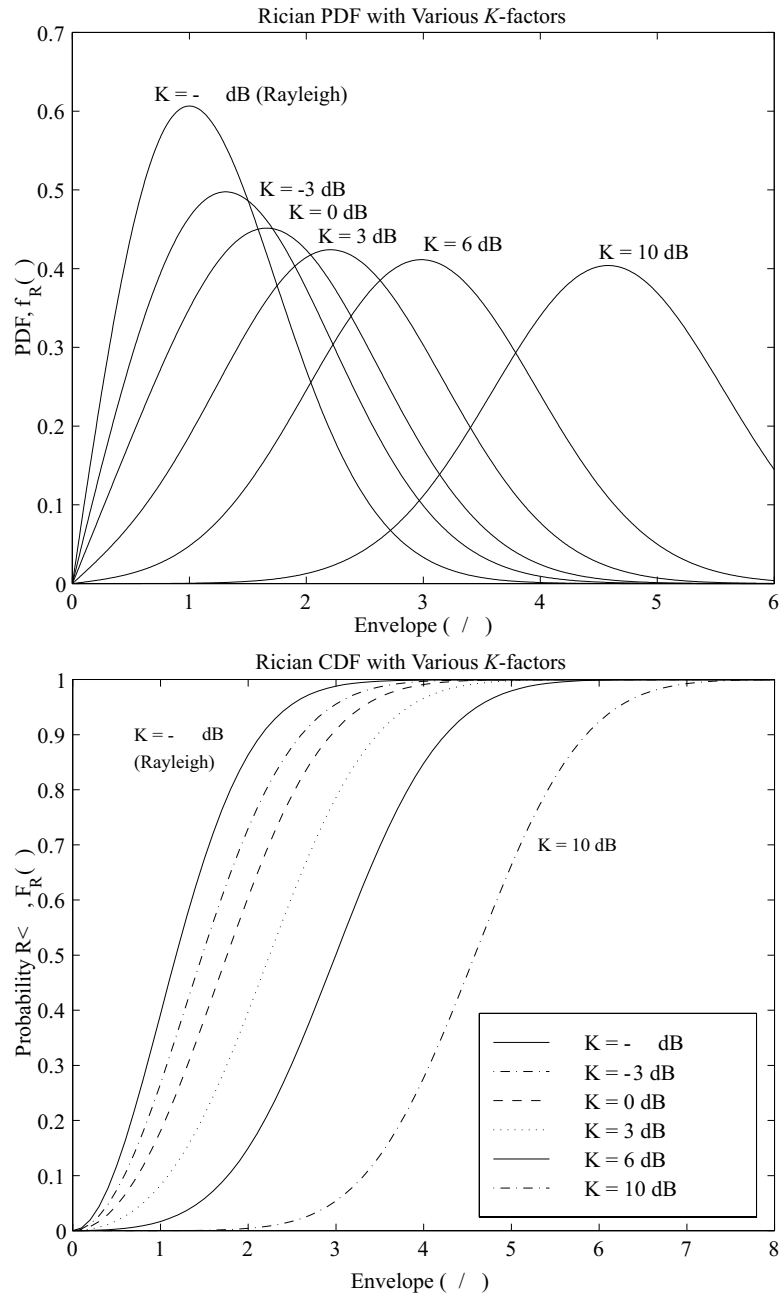 Rician PDF with Various K-factors
0.7
K = -    dB (Rayleigh)
0.6
K = -3 dB
0.5
K = 0 dB
K = 3 dB
K = 6 dB
K = 10 dB
0.4
PDF, f_R(  )
0.3
0.2
0.1
0
0 1 2 3 4 5 6
Envelope (  /  )
Rician CDF with Various K-factors
1
K = -    dB
(Rayleigh)
0.9
0.8
0.7
K = 10 dB
0.6
Probability R<  , F_R(  )
0.5
0.4
0.3
0.2
0.1
0
K = -    dB
K = -3 dB
K = 0 dB
K = 3 dB
K = 6 dB
K = 10 dB
0 1 2 3 4 5 6 7 8
Envelope (  /  )